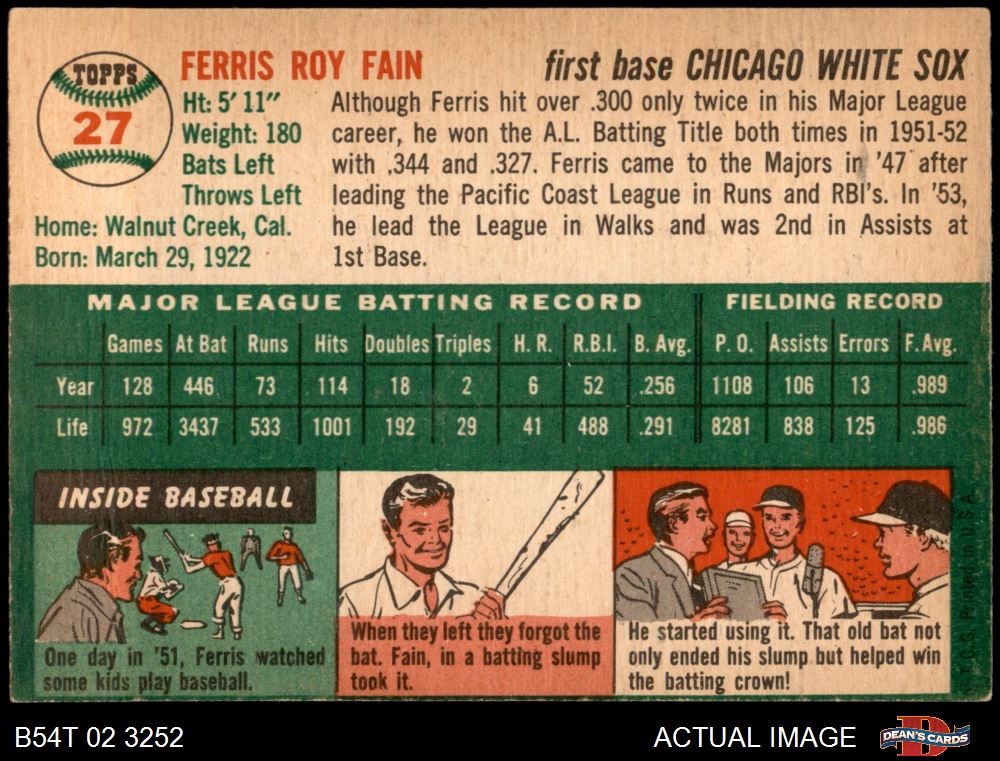 TOPPS
27
FERRIS ROY FAIN
first base CHICAGO WHITE SOX
Ht: 5' 11"
Weight: 180
Bats Left
Throws Left
Home: Walnut Creek, Cal.
Born: March 29, 1922
Although Ferris hit over .300 only twice in his Major League
career, he won the A.L. Batting Title both times in 1951-52
with .344 and .327. Ferris came to the Majors in '47 after
leading the Pacific Coast League in Runs and RBI's. In '53,
he lead the League in Walks and was 2nd in Assists at
1st Base.
MAJOR LEAGUE BATTING RECORD FIELDING RECORD
Games At Bat Runs Hits Doubles Triples H. R. R.B.I. B. Avg. P. O. Assists Errors F. Avg.
Year 128 446 73 114 18 2 6 52 .256 1108 106 13 .989
Life 972 3437 533 1001 192 29 41 488 .291 8281 838 125 .986
INSIDE BASEBALL
One day in '51, Ferris watched
some kids play baseball.
When they left they forgot the
bat. Fain, in a batting slump
took it.
He started using it. That old bat not
only ended his slump but helped win
the batting crown!
T.C.G. Printed in U.S.A.
B54T 02 3252
ACTUAL IMAGE
DEAN'S CARDS